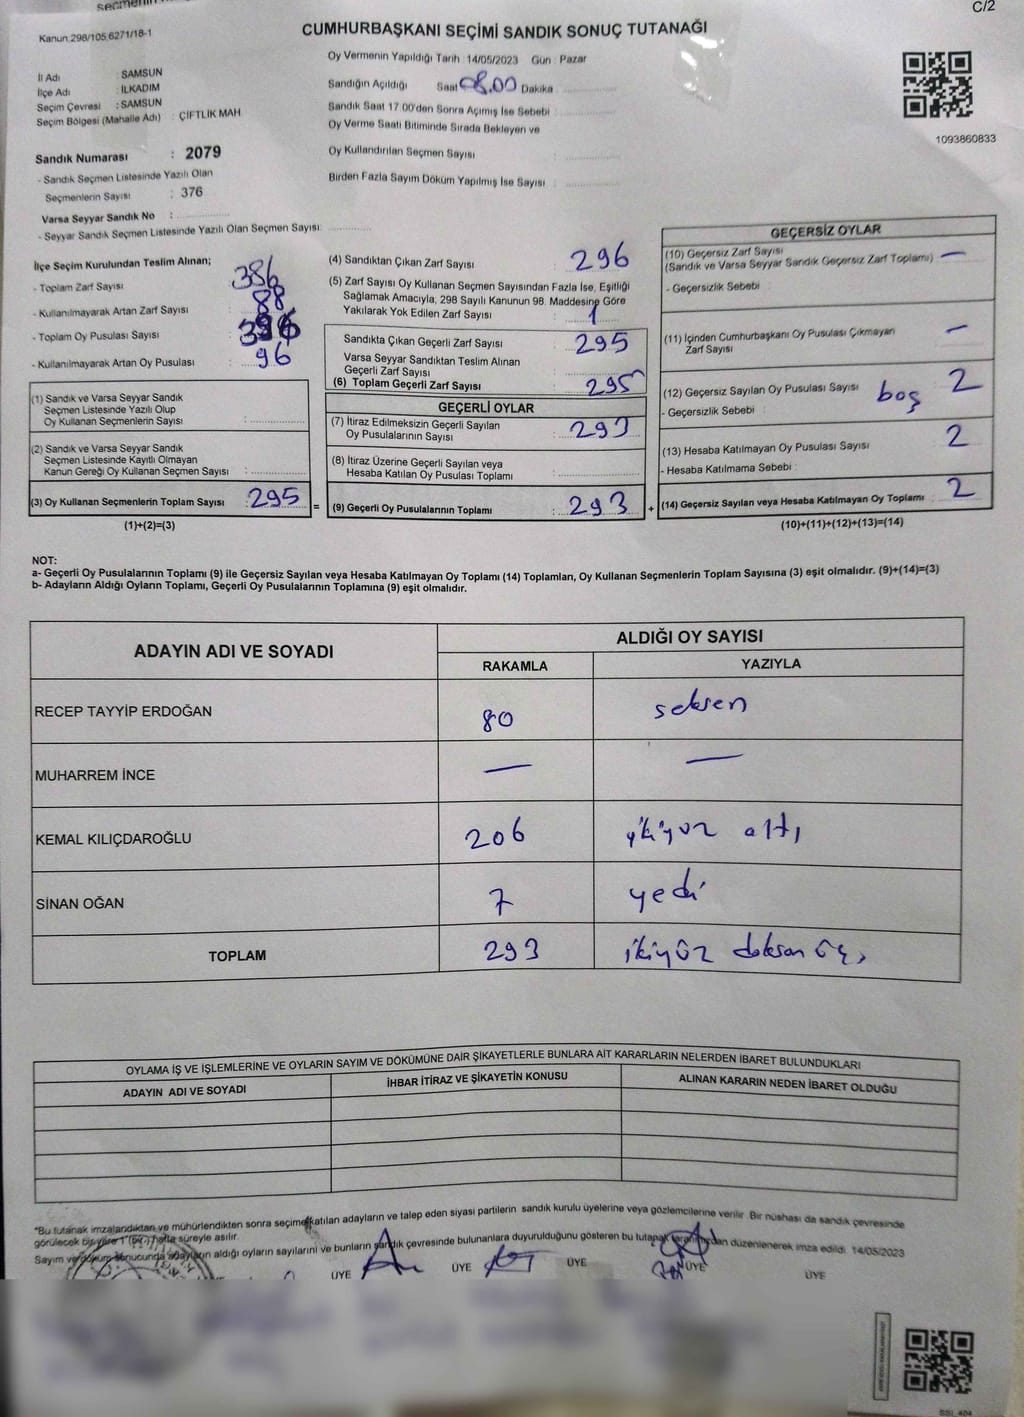 C/2
Kanun:298/105,6271/18-1
CUMHURBAŞKANI SEÇİMİ SANDIK SONUÇ TUTANAĞI
Oy Vermenin Yapıldığı Tarih : 14/05/2023 Gün : Pazar
İl Adı : SAMSUN
İlçe Adı : İLKADIM
Seçim Çevresi : SAMSUN
Seçim Bölgesi (Mahalle Adı) : ÇİFTLİK MAH
Sandığın Açıldığı Saat 08.00 Dakika
Sandık Saat 17:00'den Sonra Açımış İse Sebebi :
Oy Verme Saati Bitiminde Sırada Bekleyen ve
Oy Kullandırılan Seçmen Sayısı :
Birden Fazla Sayım Döküm Yapılmış İse Sayısı :
1093860833
Sandık Numarası : 2079
- Sandık Seçmen Listesinde Yazılı Olan
Seçmenlerin Sayısı : 376
Varsa Seyyar Sandık No :
- Seyyar Sandık Seçmen Listesinde Yazılı Olan Seçmen Sayısı:
İlçe Seçim Kurulundan Teslim Alınan;
- Toplam Zarf Sayısı : 386
- Kullanılmayarak Artan Zarf Sayısı : 88
- Toplam Oy Pusulası Sayısı : 396
- Kullanılmayarak Artan Oy Pusulası : 96
(1) Sandık ve Varsa Seyyar Sandık
Seçmen Listesinde Yazılı Olup
Oy Kullanan Seçmenlerin Sayısı :
(2) Sandık ve Varsa Seyyar Sandık
Seçmen Listesinde Kayıtlı Olmayan
Kanun Gereği Oy Kullanan Seçmen Sayısı :
(3) Oy Kullanan Seçmenlerin Toplam Sayısı : 295 =
(1)+(2)=(3)
(4) Sandıktan Çıkan Zarf Sayısı : 296
(5) Zarf Sayısı Oy Kullanan Seçmen Sayısından Fazla İse, Eşitliği
Sağlamak Amacıyla, 298 Sayılı Kanunun 98. Maddesine Göre
Yakılarak Yok Edilen Zarf Sayısı : 1
Sandıkta Çıkan Geçerli Zarf Sayısı : 295
Varsa Seyyar Sandıktan Teslim Alınan
Geçerli Zarf Sayısı :
(6) Toplam Geçerli Zarf Sayısı : 295
GEÇERLİ OYLAR
(7) İtiraz Edilmeksizin Geçerli Sayılan
Oy Pusulalarının Sayısı : 293
(8) İtiraz Üzerine Geçerli Sayılan veya
Hesaba Katılan Oy Pusulası Toplamı :
(9) Geçerli Oy Pusulalarının Toplamı : 293 +
GEÇERSİZ OYLAR
(10) Geçersiz Zarf Sayısı
(Sandık ve Varsa Seyyar Sandık Geçersiz Zarf Toplamı) : —
- Geçersizlik Sebebi :
(11) İçinden Cumhurbaşkanı Oy Pusulası Çıkmayan
Zarf Sayısı —
(12) Geçersiz Sayılan Oy Pusulası Sayısı boş 2
- Geçersizlik Sebebi :
(13) Hesaba Katılmayan Oy Pusulası Sayısı 2
- Hesaba Katılmama Sebebi :
(14) Geçersiz Sayılan veya Hesaba Katılmayan Oy Toplamı : 2
(10)+(11)+(12)+(13)=(14)
NOT:
a- Geçerli Oy Pusulalarının Toplamı (9) ile Geçersiz Sayılan veya Hesaba Katılmayan Oy Toplamı (14) Toplamları, Oy Kullanan Seçmenlerin Toplam Sayısına (3) eşit olmalıdır. (9)+(14)=(3)
b- Adayların Aldığı Oyların Toplamı, Geçerli Oy Pusulalarının Toplamına (9) eşit olmalıdır.
ADAYIN ADI VE SOYADI ALDIĞI OY SAYISI
RAKAMLA YAZIYLA
RECEP TAYYİP ERDOĞAN 80 seksen
MUHARREM İNCE — —
KEMAL KILIÇDAROĞLU 206 ikiyüz altı
SİNAN OĞAN 7 yedi
TOPLAM 293 ikiyüz doksan üç
OYLAMA İŞ VE İŞLEMLERİNE VE OYLARIN SAYIM VE DÖKÜMÜNE DAİR ŞİKAYETLERLE BUNLARA AİT KARARLARIN NELERDEN İBARET BULUNDUKLARI
ADAYIN ADI VE SOYADI İHBAR İTİRAZ VE ŞİKAYETİN KONUSU ALINAN KARARIN NEDEN İBARET OLDUĞU
*Bu tutanak imzalandıktan ve mühürlendikten sonra seçime katılan adayların ve talep eden siyasi partilerin sandık kurulu üyelerine veya gözlemcilerine verilir. Bir nüshası da sandık çevresinde
görülecek bir yere 1 (bir) hafta süreyle asılır.
Sayım ve döküm sonucunda adayların aldığı oyların sayılarını ve bunların sandık çevresinde bulunanlara duyurulduğunu gösteren bu tutanak tarafımızdan düzenlenerek imza edildi. 14/05/2023
ÜYE ÜYE ÜYE ÜYE ÜYE